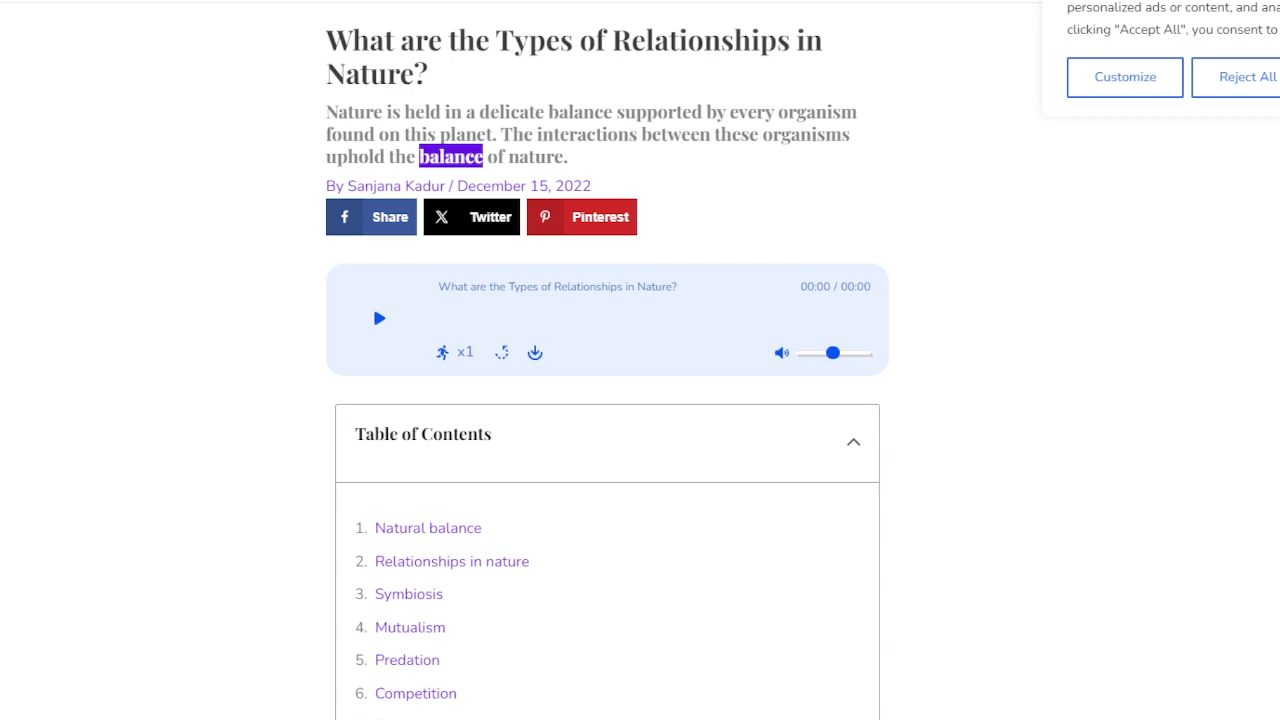 personalized ads or content, and ana
clicking "Accept All", you consent to
Customize
Reject All
What are the Types of Relationships in
Nature?
Nature is held in a delicate balance supported by every organism
found on this planet. The interactions between these organisms
uphold the balance of nature.
By Sanjana Kadur / December 15, 2022
Share
Twitter
Pinterest
What are the Types of Relationships in Nature?
00:00 / 00:00
x1
Table of Contents
1. Natural balance
2. Relationships in nature
3. Symbiosis
4. Mutualism
5. Predation
6. Competition